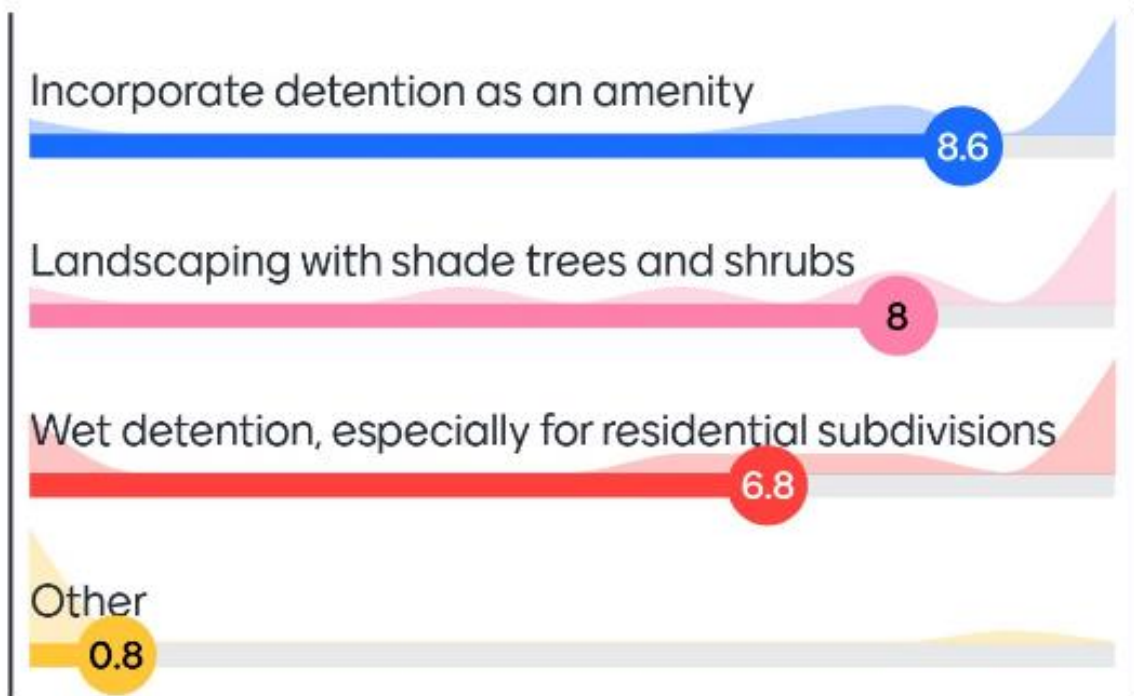 Incorporate detention as an amenity
8.6
Landscaping with shade trees and shrubs
8
Wet detention, especially for residential subdivisions
6.8
Other
0.8